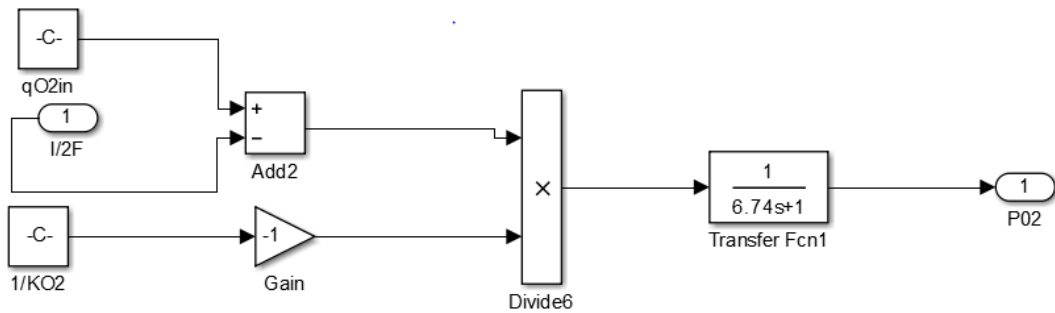 -C-
qO2in
1
I/2F
+
−
Add2
-C-
1/KO2
-1
Gain
×
Divide6
1
6.74s+1
Transfer Fcn1
1
P02